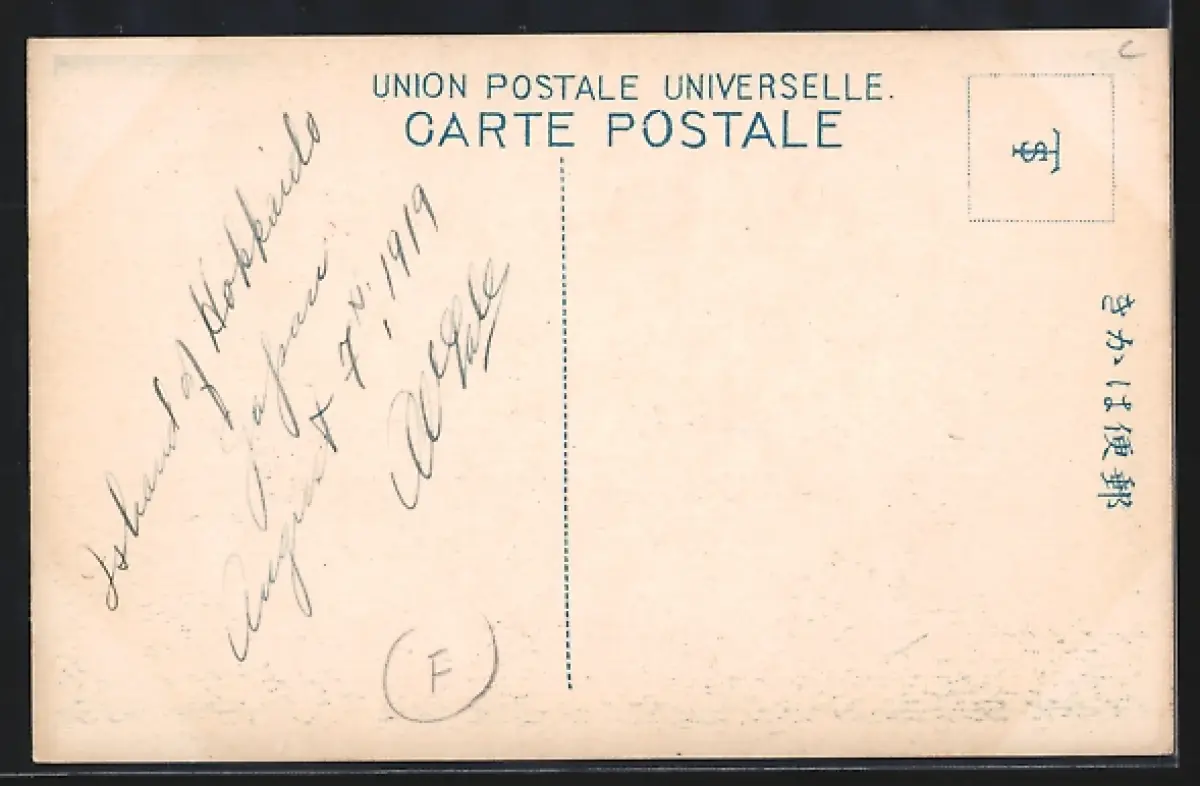 C
UNION POSTALE UNIVERSELLE.
CARTE POSTALE
きかは便郵
Island of Hokkaido
Japan
August 7th. 1919
F